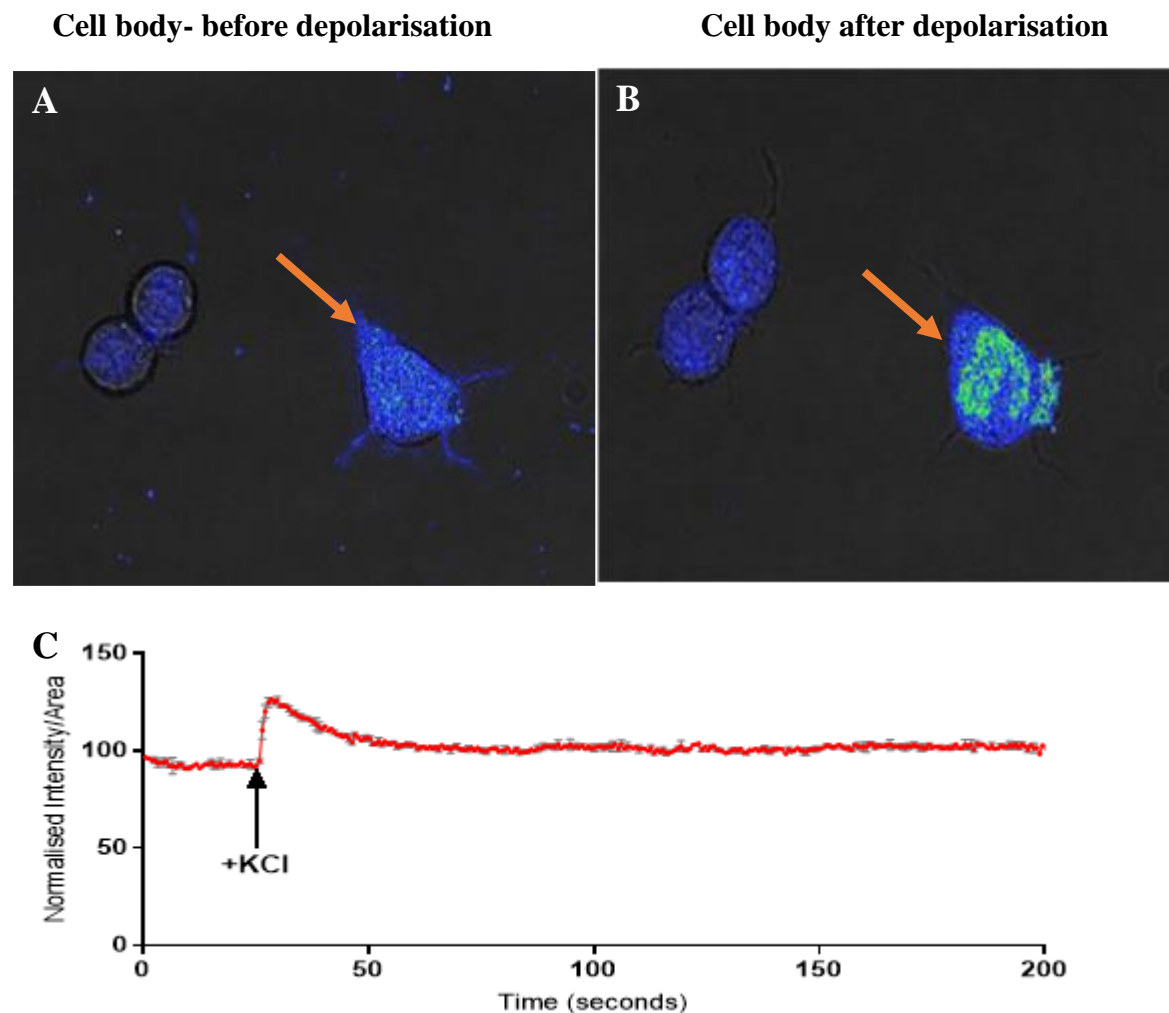 Cell body- before depolarisation
Cell body after depolarisation
A
B
C
Normalised Intensity/Area
150
100
50
0
+KCl
0
50
100
150
200
Time (seconds)